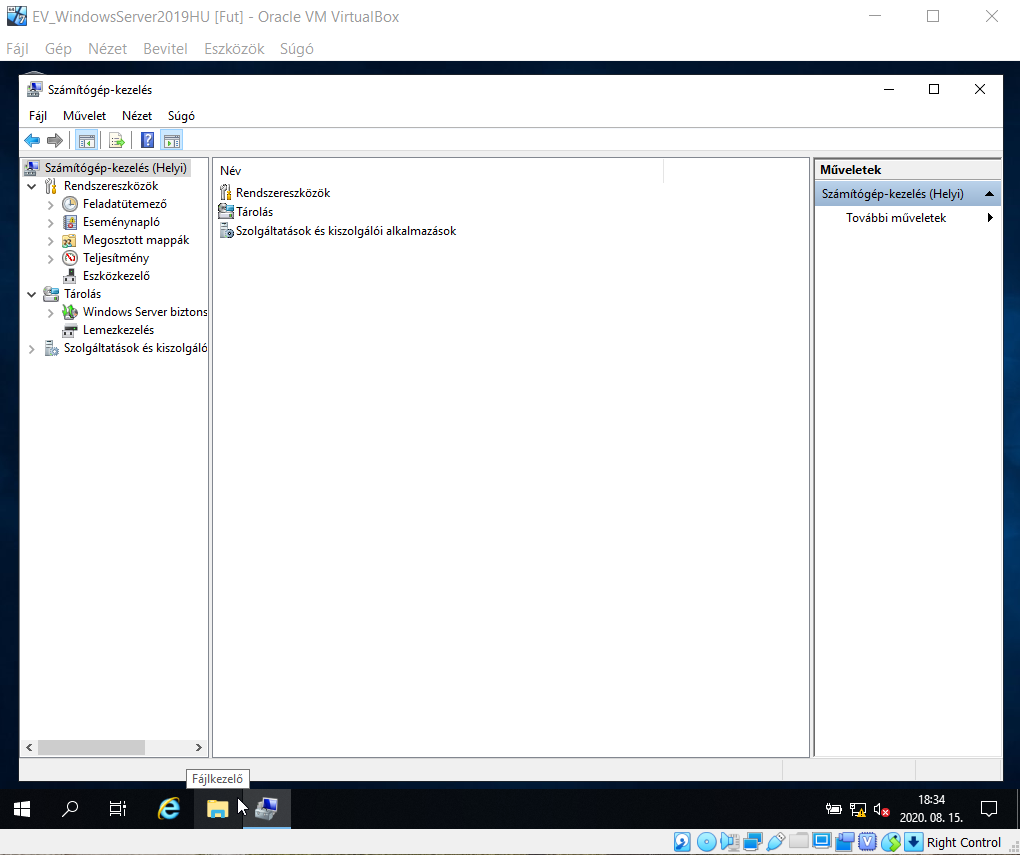 EV_WindowsServer2019HU [Fut] - Oracle VM VirtualBox
Fájl Gép Nézet Bevitel Eszközök Súgó
Számítógép-kezelés
Fájl Művelet Nézet Súgó
Számítógép-kezelés (Helyi)
Rendszereszközök
Feladatütemező
Eseménynapló
Megosztott mappák
Teljesítmény
Eszközkezelő
Tárolás
Windows Server biztons
Lemezkezelés
Szolgáltatások és kiszolgáló
Név
Rendszereszközök
Tárolás
Szolgáltatások és kiszolgálói alkalmazások
Műveletek
Számítógép-kezelés (Helyi)
További műveletek
Fájlkezelő
18:34
2020. 08. 15.
Right Control